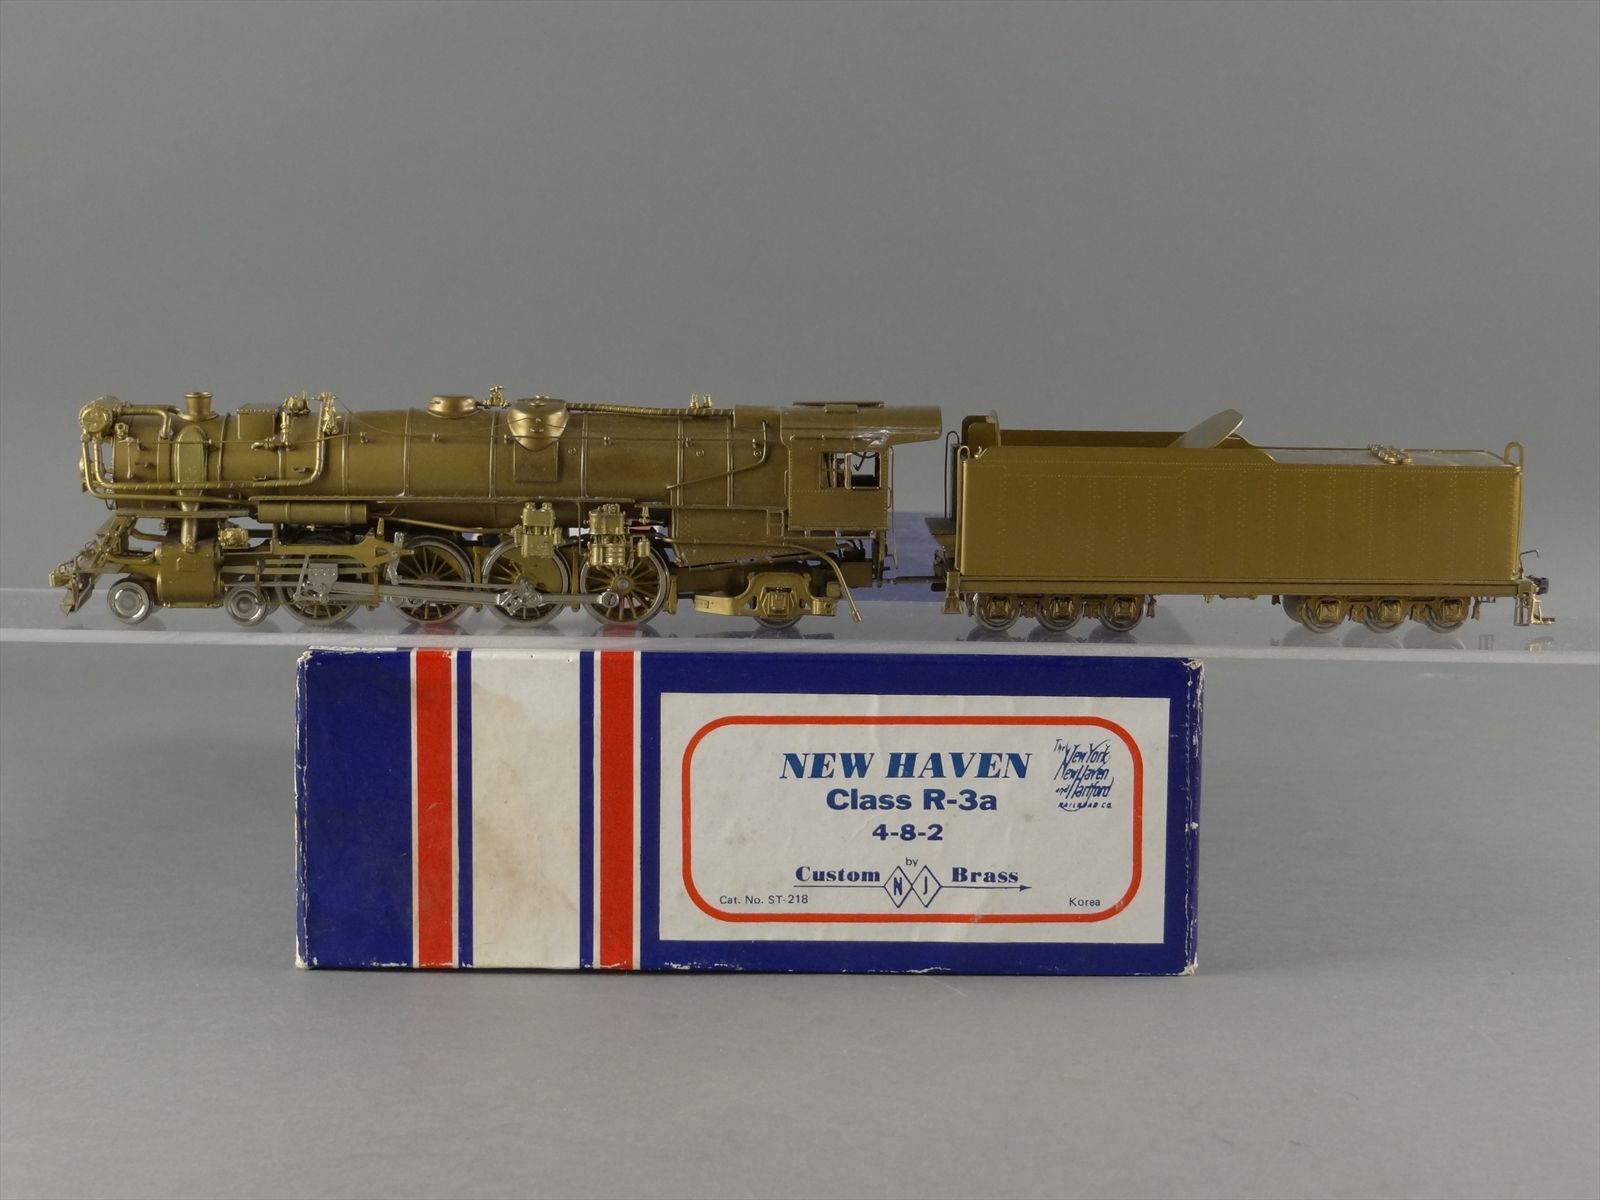 NEW HAVEN
The New York
New Haven
and Hartford
RAILROAD CO.
Class R-3a
4-8-2
by
Custom NJ Brass
Cat. No. ST-218
Korea